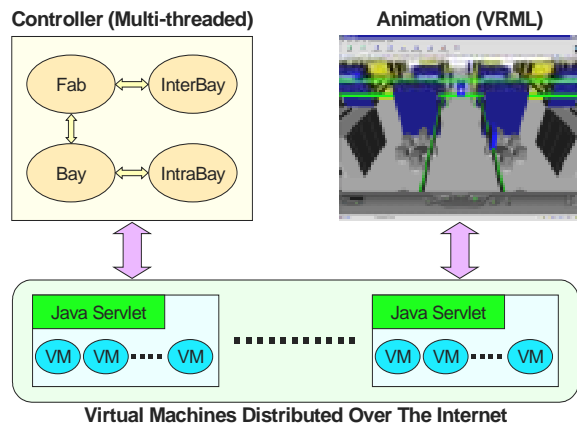 Controller (Multi-threaded)
Animation (VRML)
Fab
InterBay
Bay
IntraBay
Java Servlet
VM
VM
VM
Java Servlet
VM
VM
VM
Virtual Machines Distributed Over The Internet